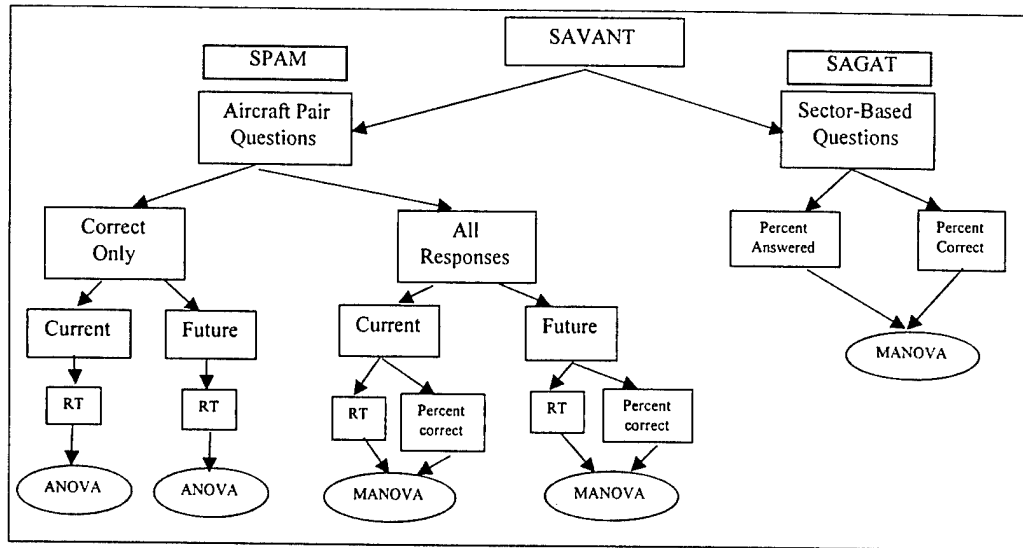 SAVANT
SPAM
SAGAT
Aircraft Pair
Questions
Sector-Based
Questions
Correct
Only
All
Responses
Percent
Answered
Percent
Correct
Current
Future
Current
Future
MANOVA
RT
RT
RT
Percent
correct
RT
Percent
correct
ANOVA
ANOVA
MANOVA
MANOVA